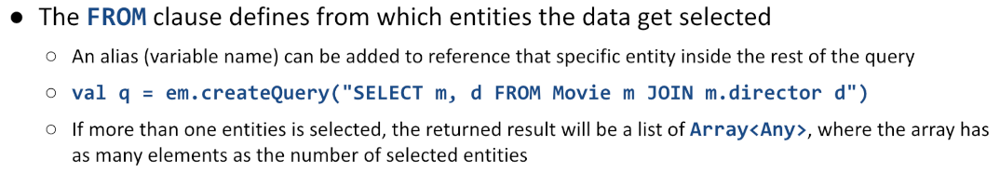 ● The FROM clause defines from which entities the data get selected
○ An alias (variable name) can be added to reference that specific entity inside the rest of the query
○ val q = em.createQuery("SELECT m, d FROM Movie m JOIN m.director d")
○ If more than one entities is selected, the returned result will be a list of Array<Any>, where the array has
as many elements as the number of selected entities